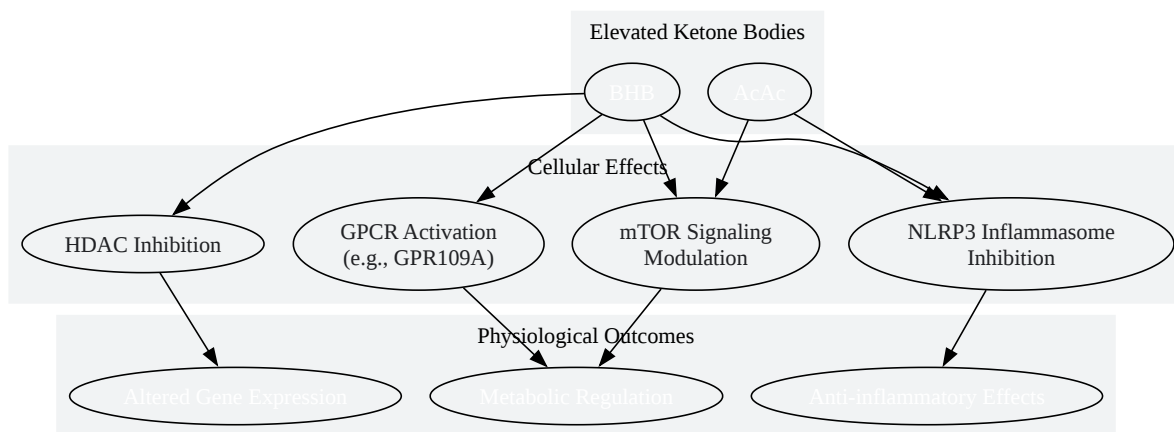 Elevated Ketone Bodies
BHB
AcAc
Cellular Effects
HDAC Inhibition
GPCR Activation
(e.g., GPR109A)
mTOR Signaling
Modulation
NLRP3 Inflammasome
Inhibition
Physiological Outcomes
Altered Gene Expression
Metabolic Regulation
Anti-inflammatory Effects